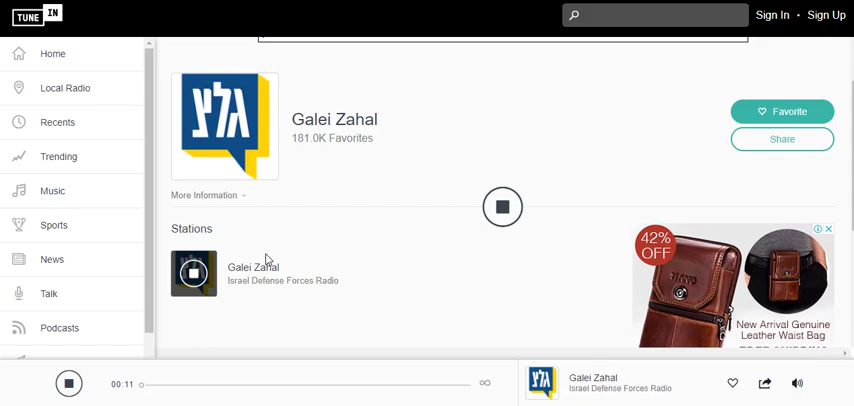 TUNE IN
Sign In • Sign Up
Home
Local Radio
Recents
Trending
Music
Sports
News
Talk
Podcasts
גלצ
Galei Zahal
181.0K Favorites
Favorite
Share
More Information
Stations
Galei Zahal
Israel Defense Forces Radio
42%
OFF
New Arrival Genuine
Leather Waist Bag
00:11
Galei Zahal
Israel Defense Forces Radio